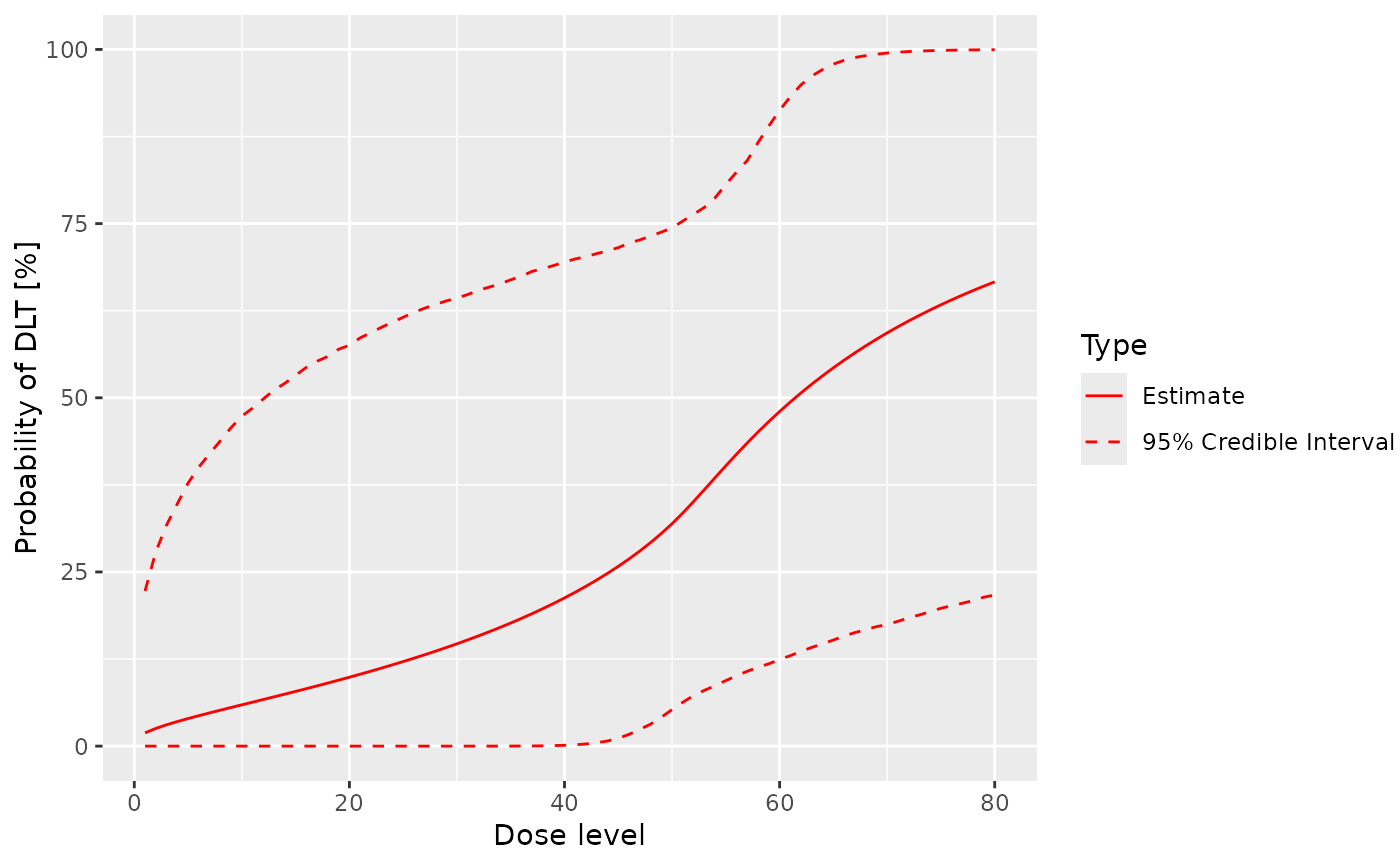 Probability of DLT [%]
100
75
50
25
0
0 20 40 60 80
Dose level
Type
Estimate
95% Credible Interval